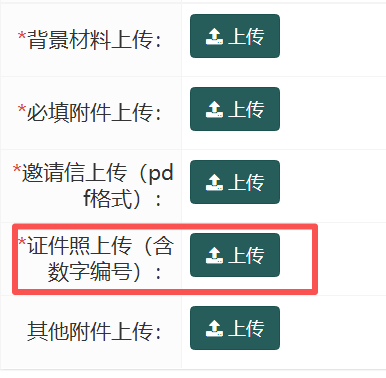 *背景材料上传：
上传
*必填附件上传：
上传
*邀请信上传（pd
f格式）：
上传
*证件照上传（含
数字编号）：
上传
其他附件上传：
上传